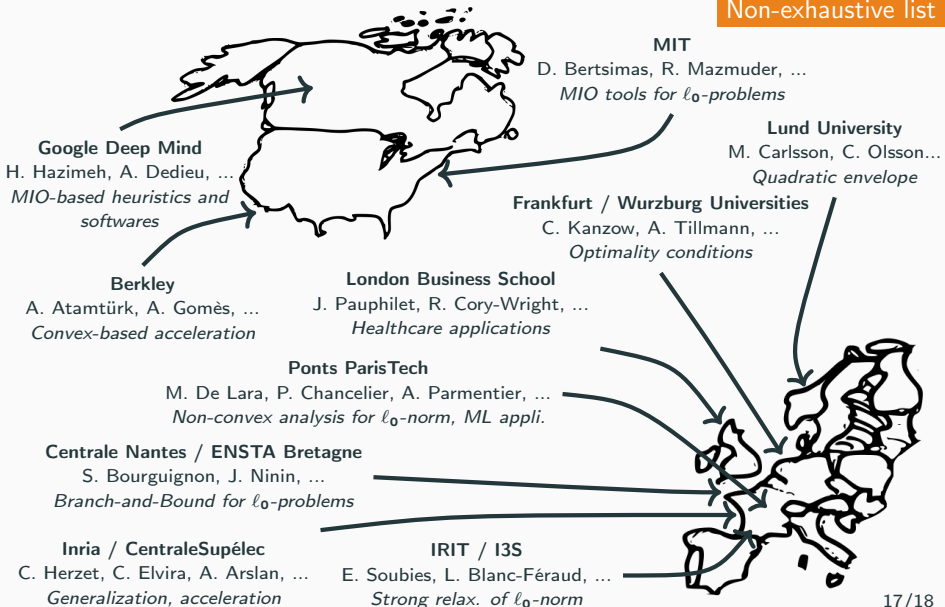 Non-exhaustive list
MIT
D. Bertsimas, R. Mazmuder, ...
MIO tools for ℓ₀-problems
Lund University
M. Carlsson, C. Olsson...
Quadratic envelope
Google Deep Mind
H. Hazimeh, A. Dedieu, ...
MIO-based heuristics and
softwares
Frankfurt / Wurzburg Universities
C. Kanzow, A. Tillmann, ...
Optimality conditions
Berkley
A. Atamtürk, A. Gomès, ...
Convex-based acceleration
London Business School
J. Pauphilet, R. Cory-Wright, ...
Healthcare applications
Ponts ParisTech
M. De Lara, P. Chancelier, A. Parmentier, ...
Non-convex analysis for ℓ₀-norm, ML appli.
Centrale Nantes / ENSTA Bretagne
S. Bourguignon, J. Ninin, ...
Branch-and-Bound for ℓ₀-problems
Inria / CentraleSupélec
C. Herzet, C. Elvira, A. Arslan, ...
Generalization, acceleration
IRIT / I3S
E. Soubies, L. Blanc-Féraud, ...
Strong relax. of ℓ₀-norm
17/18